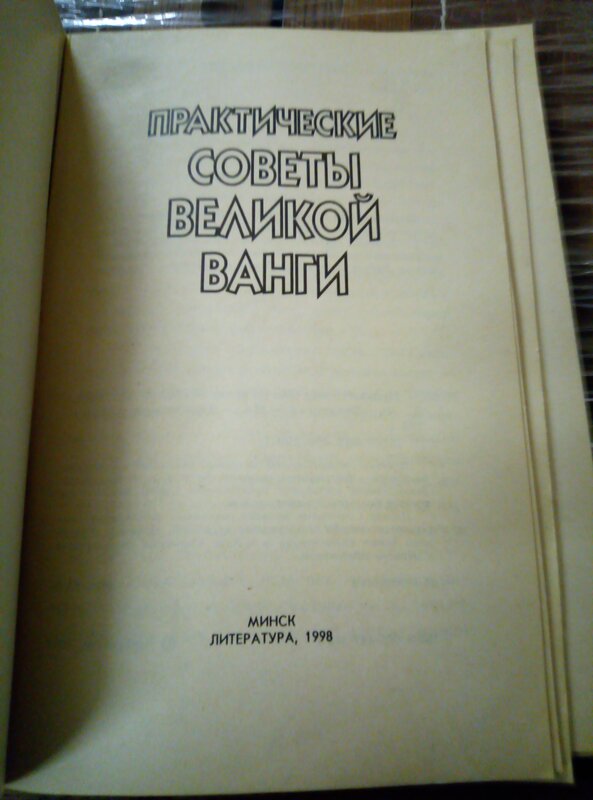 ПРАКТИЧЕСКИЕ
СОВЕТЫ
ВЕЛИКОЙ
ВАНГИ
МИНСК
ЛИТЕРАТУРА, 1998